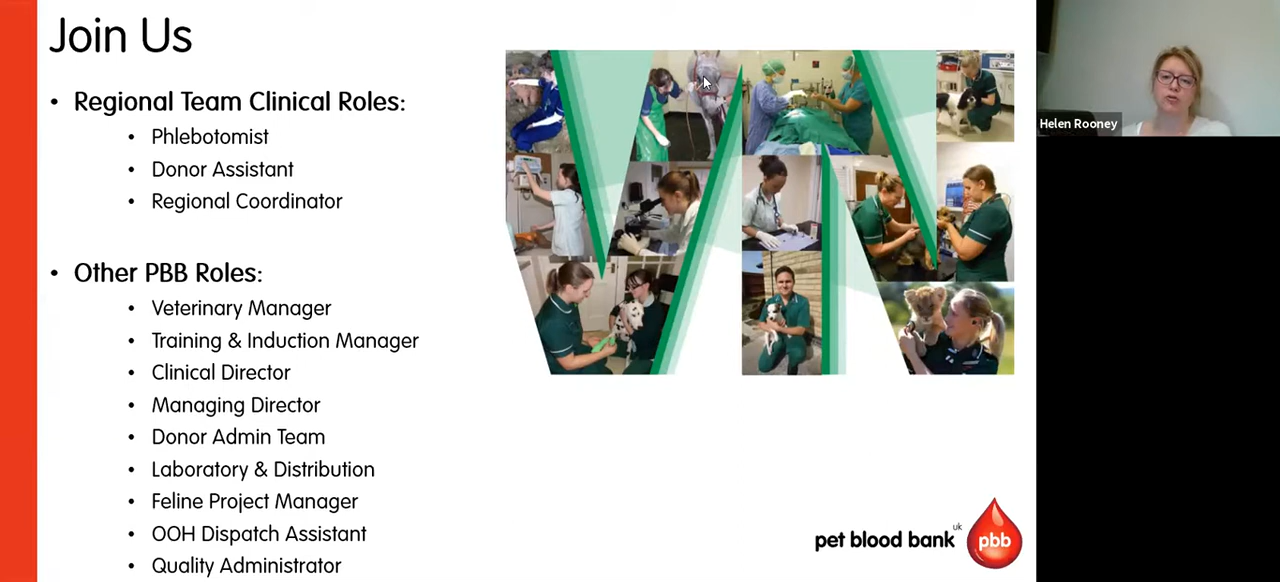 Join Us
• Regional Team Clinical Roles:
• Phlebotomist
• Donor Assistant
• Regional Coordinator
• Other PBB Roles:
• Veterinary Manager
• Training & Induction Manager
• Clinical Director
• Managing Director
• Donor Admin Team
• Laboratory & Distribution
• Feline Project Manager
• OOH Dispatch Assistant
• Quality Administrator
VN
pet blood bank uk
pbb
Helen Rooney